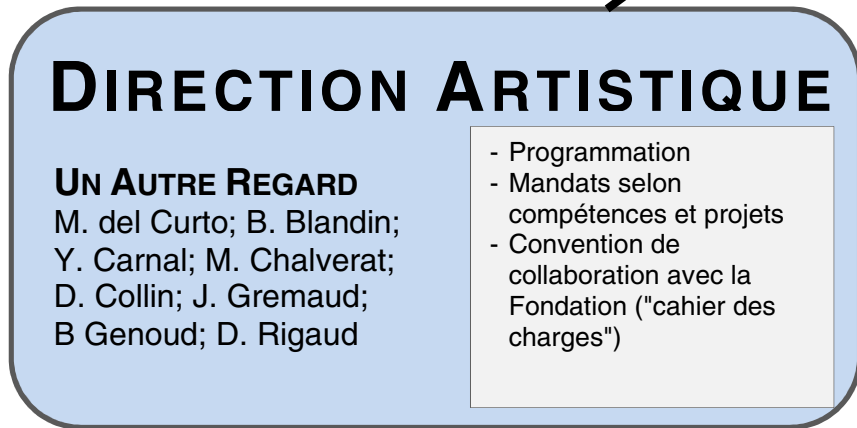 DIRECTION ARTISTIQUE
UN AUTRE REGARD
M. del Curto; B. Blandin;
Y. Carnal; M. Chalverat;
D. Collin; J. Gremaud;
B Genoud; D. Rigaud
- Programmation
- Mandats selon
compétences et projets
- Convention de
collaboration avec la
Fondation ("cahier des
charges")